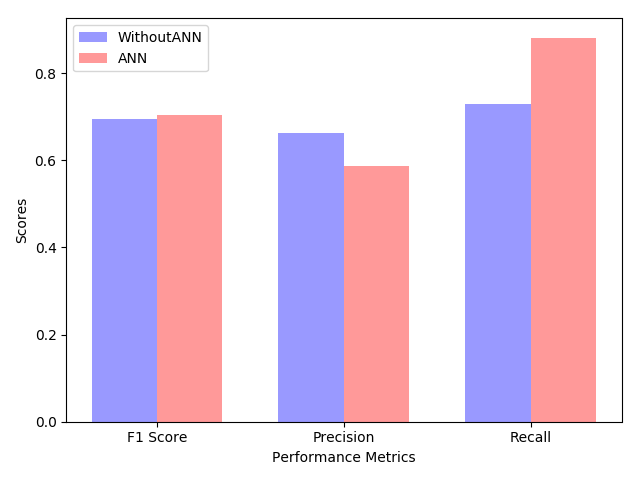 WithoutANN
ANN
0.8
0.6
0.4
0.2
0.0
Scores
F1 Score
Precision
Recall
Performance Metrics